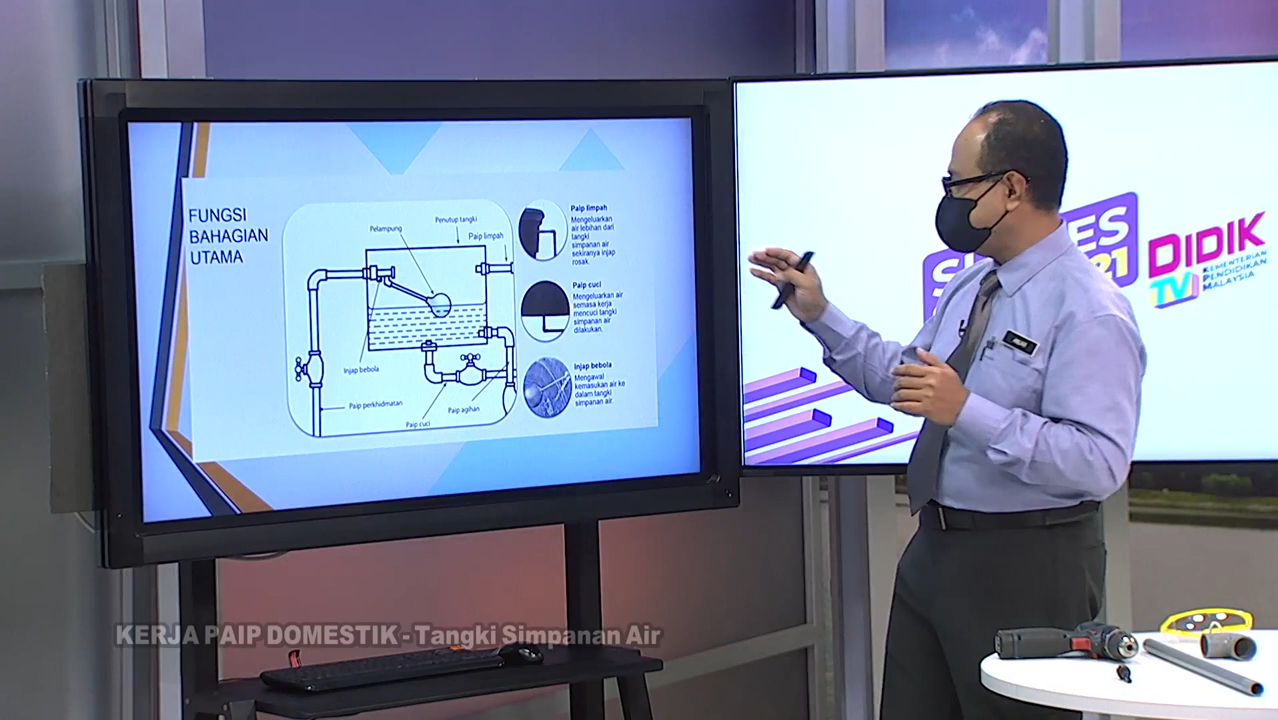 FUNGSI
BAHAGIAN
UTAMA
Pelampung
Penutup tangki
Paip limpah
Injap bebola
Paip perkhidmatan
Paip cuci
Paip agihan
Paip limpah
Mengeluarkan
air lebihan dari
tangki
simpanan air
sekiranya injap
rosak.
Paip cuci
Mengeluarkan air
semasa kerja
mencuci tangki
simpanan air
dilakukan.
Injap bebola
Mengawal
kemasukan air ke
dalam tangki
simpanan air.
DIDIK
TV
KEMENTERIAN
PENDIDIKAN
MALAYSIA
KERJA PAIP DOMESTIK - Tangki Simpanan Air